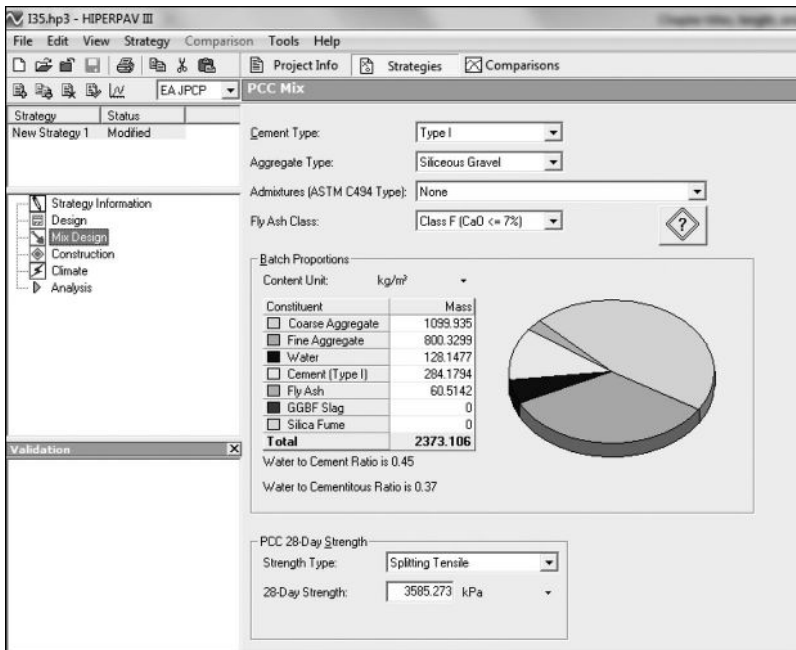 I35.hp3 - HIPERPAV III
File Edit View Strategy Comparison Tools Help
Project Info Strategies Comparisons
EA JPCP
PCC Mix
Strategy Status
New Strategy 1 Modified
Strategy Information
Design
Mix Design
Construction
Climate
Analysis
Validation
Cement Type: Type I
Aggregate Type: Siliceous Gravel
Admixtures (ASTM C494 Type): None
Fly Ash Class: Class F (CaO <= 7%)
Batch Proportions
Content Unit: kg/m³
Constituent Mass
Coarse Aggregate 1099.935
Fine Aggregate 800.3299
Water 128.1477
Cement (Type I) 284.1794
Fly Ash 60.5142
GGBF Slag 0
Silica Fume 0
Total 2373.106
Water to Cement Ratio is 0.45
Water to Cementitous Ratio is 0.37
PCC 28-Day Strength
Strength Type: Splitting Tensile
28-Day Strength: 3585.273 kPa